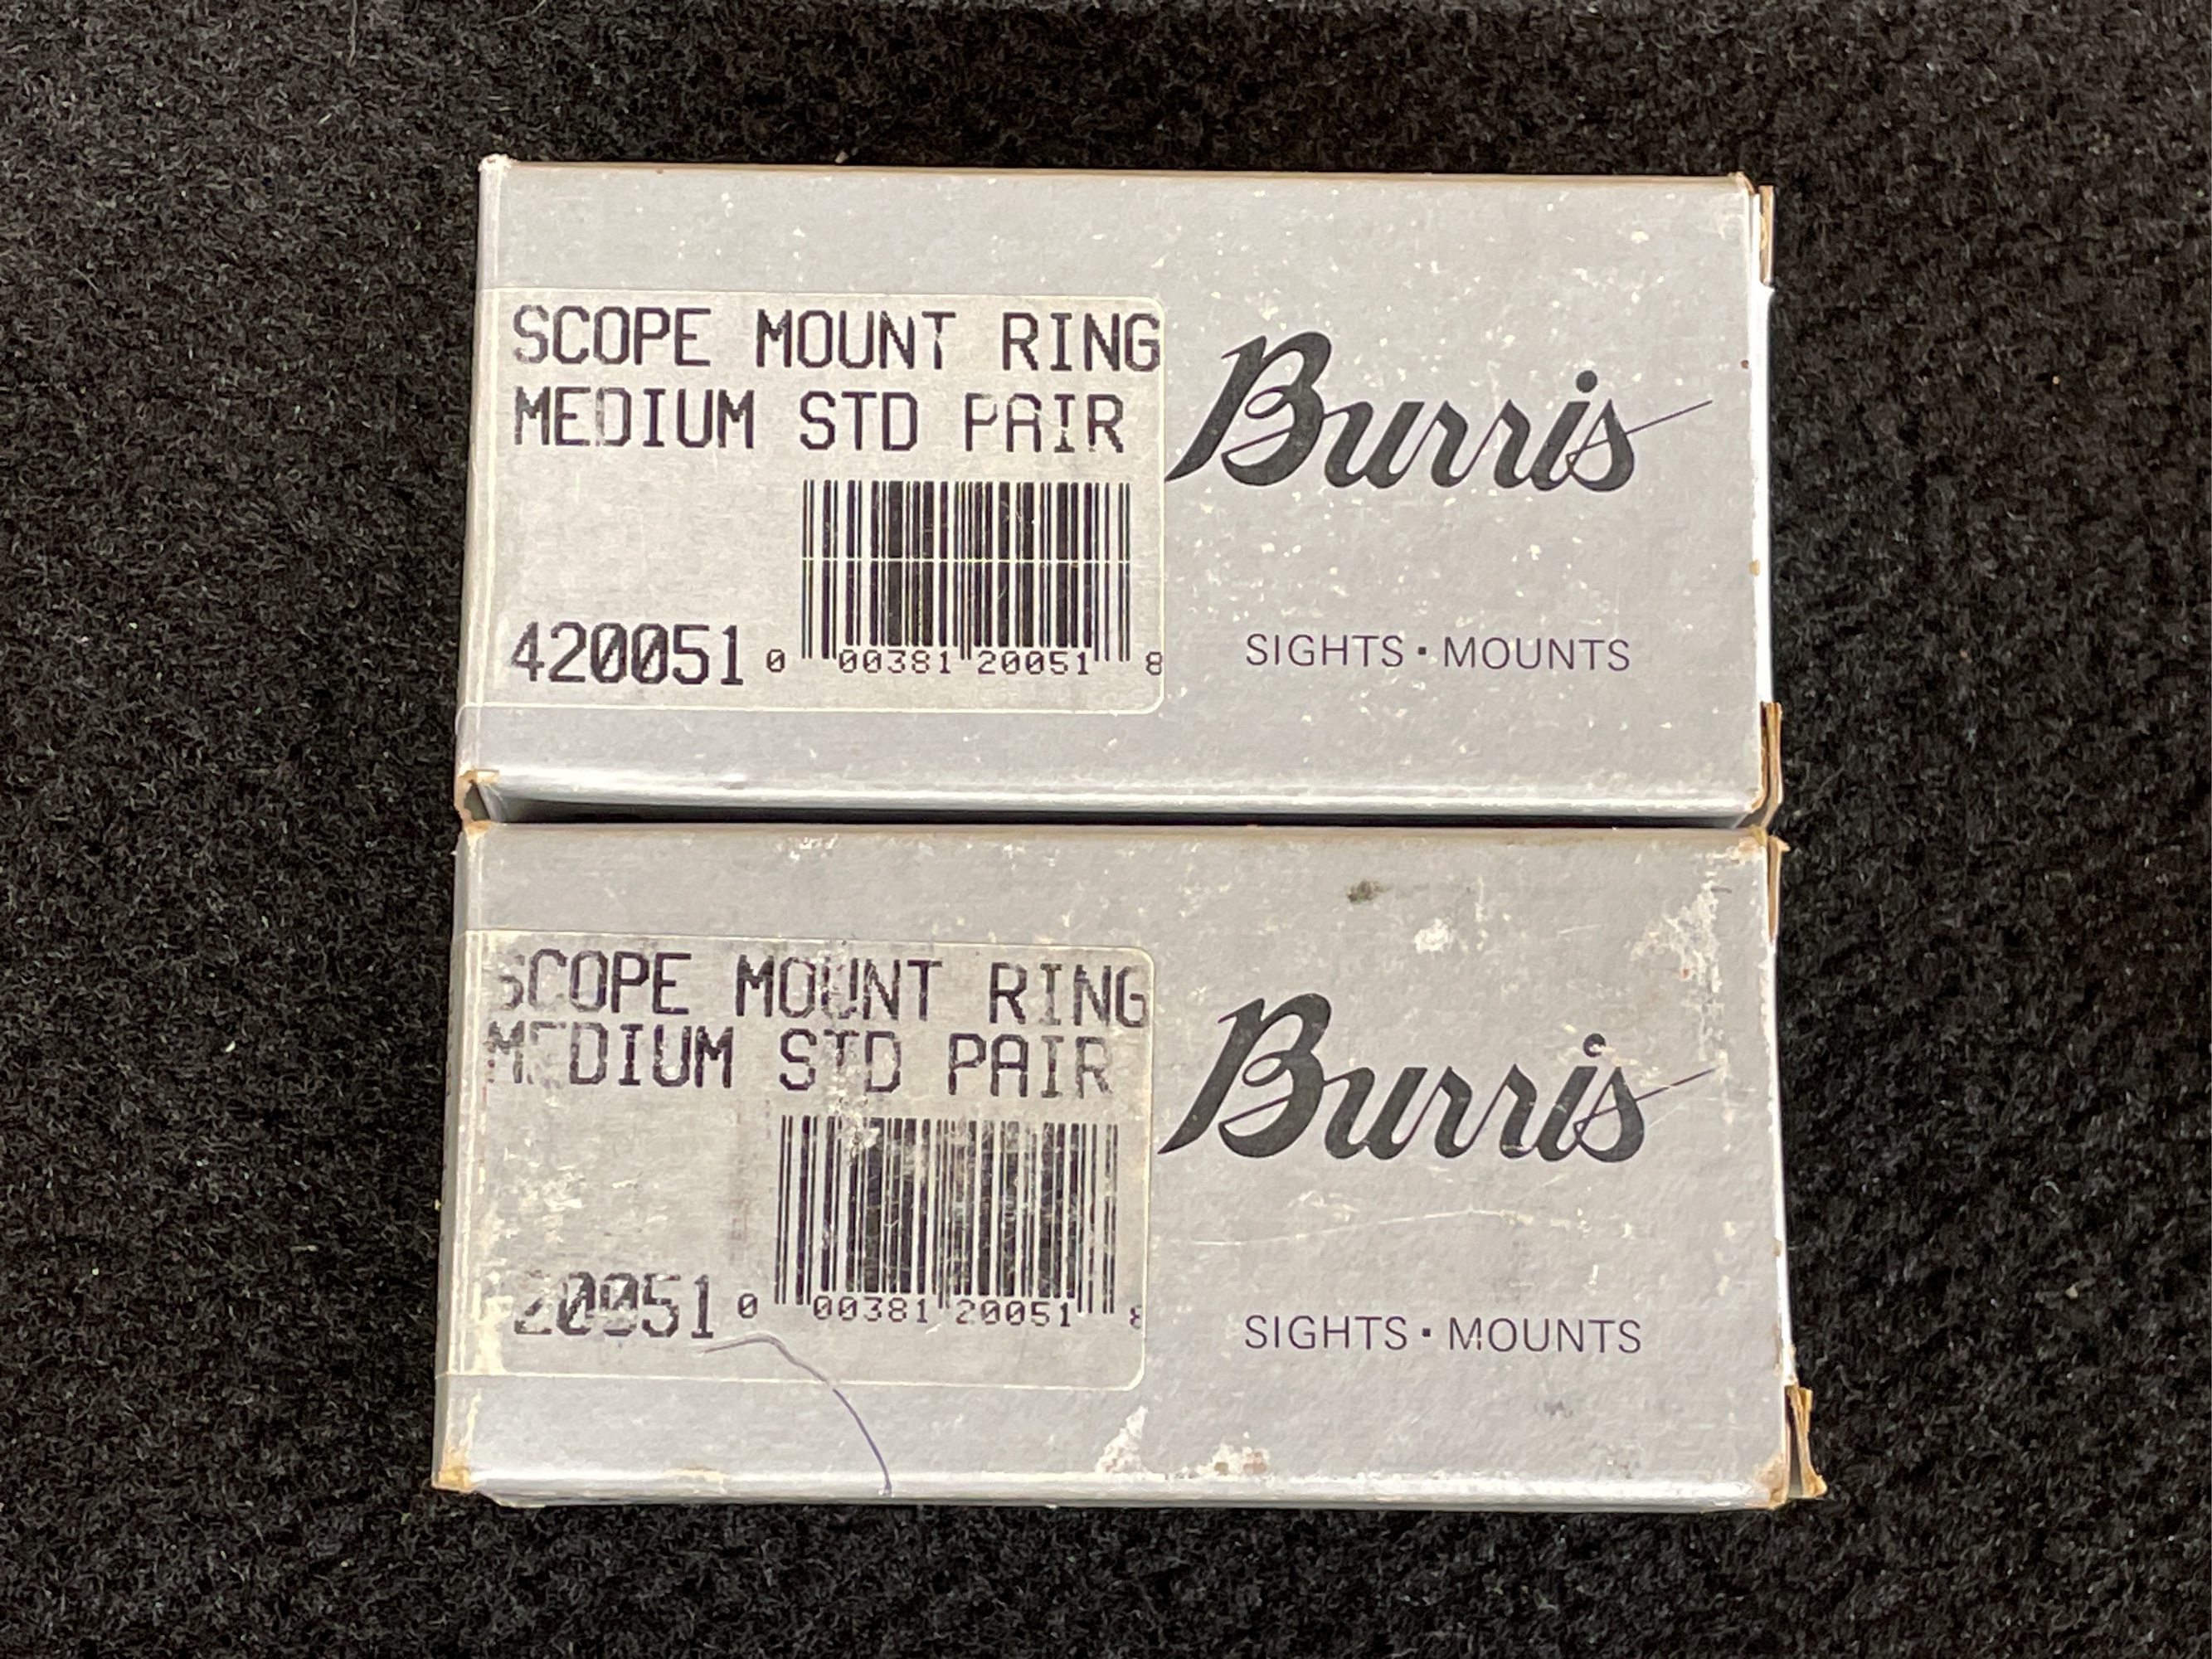 SCOPE MOUNT RING
MEDIUM STD PAIR
420051
0 00381 20051 8
Burris
SIGHTS · MOUNTS
SCOPE MOUNT RING
MEDIUM STD PAIR
20051
0 00381 20051 8
Burris
SIGHTS · MOUNTS